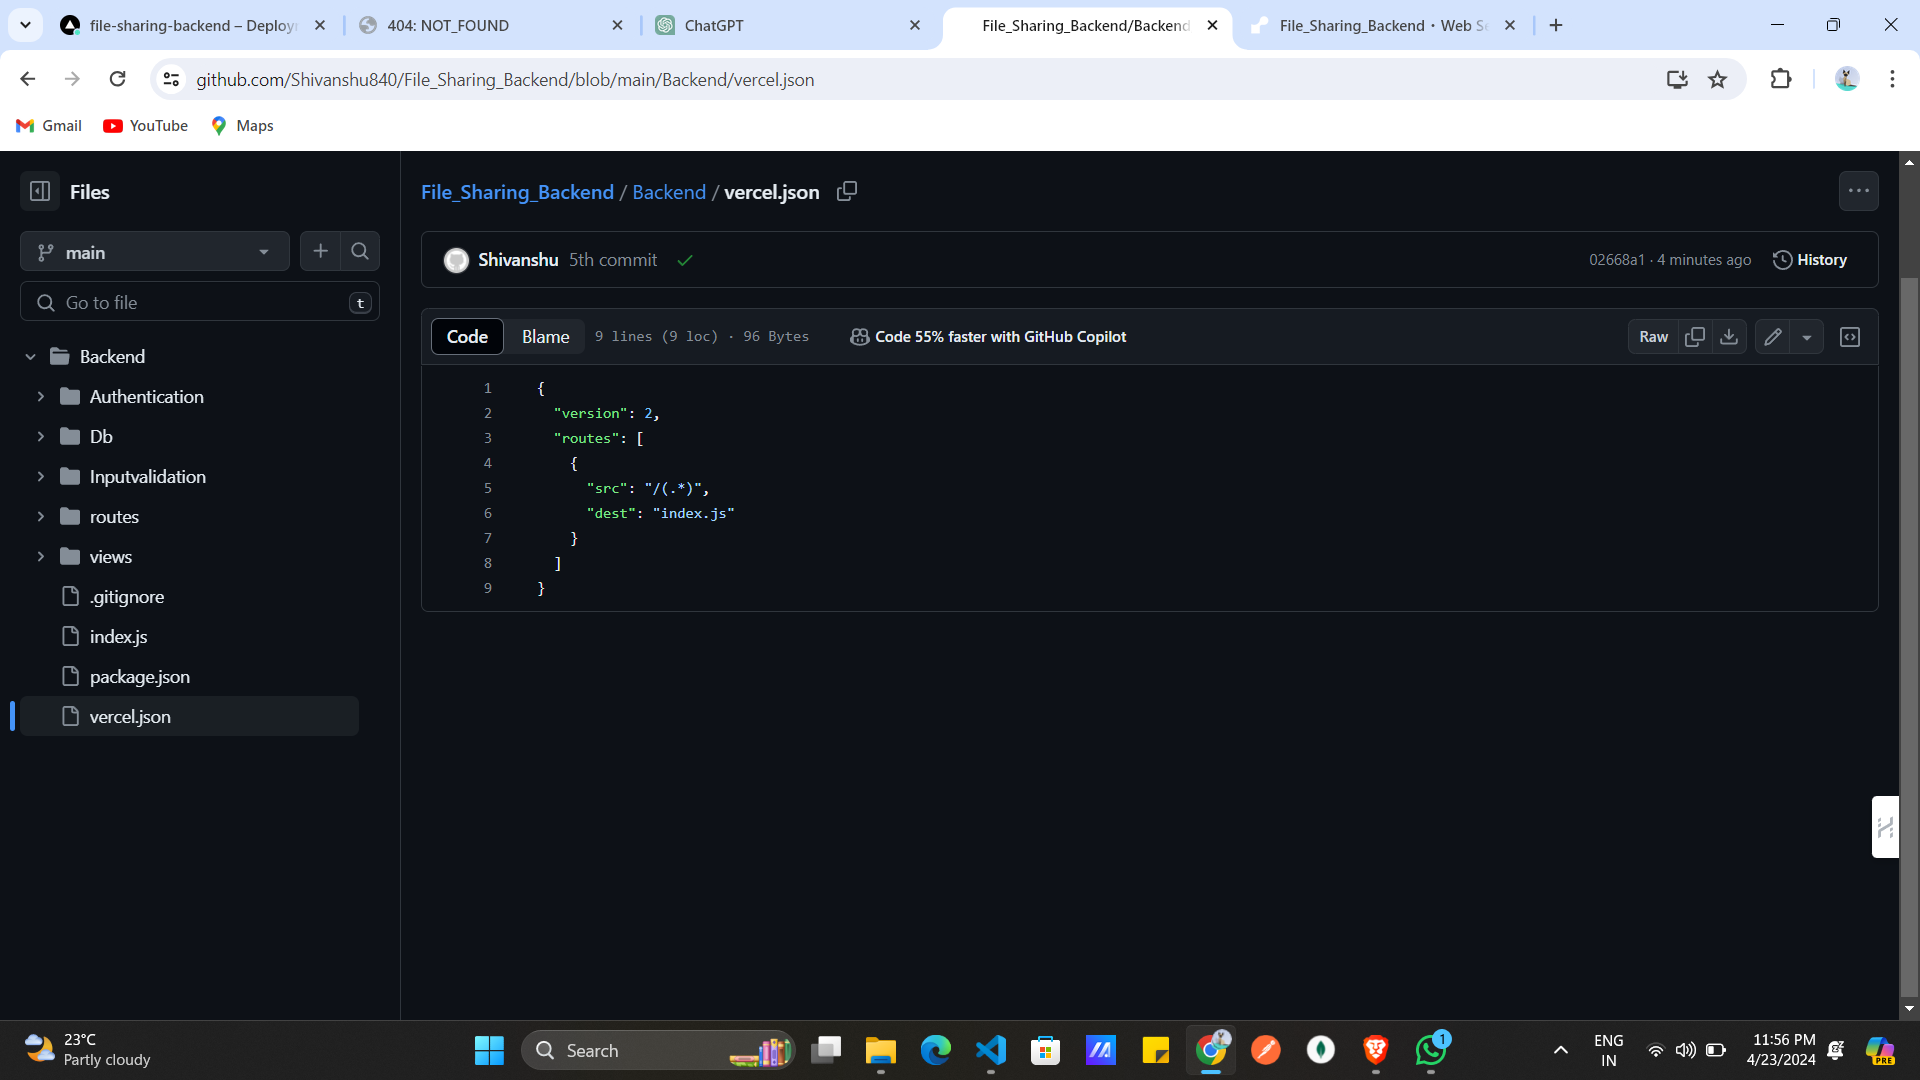 file-sharing-backend – Deployr
404: NOT_FOUND
ChatGPT
File_Sharing_Backend/Backend
File_Sharing_Backend • Web Se
github.com/Shivanshu840/File_Sharing_Backend/blob/main/Backend/vercel.json
Gmail
YouTube
Maps
Files
File_Sharing_Backend / Backend / vercel.json
main
Shivanshu 5th commit
02668a1 · 4 minutes ago
History
Go to file
t
Code
Blame
9 lines (9 loc) · 96 Bytes
Code 55% faster with GitHub Copilot
Raw
Backend
Authentication
Db
Inputvalidation
routes
views
.gitignore
index.js
package.json
vercel.json
1 {
2 "version": 2,
3 "routes": [
4 {
5 "src": "/(.*)",
6 "dest": "index.js"
7 }
8 ]
9 }
23°C
Partly cloudy
Search
1
ENG
IN
11:56 PM
4/23/2024
PRE